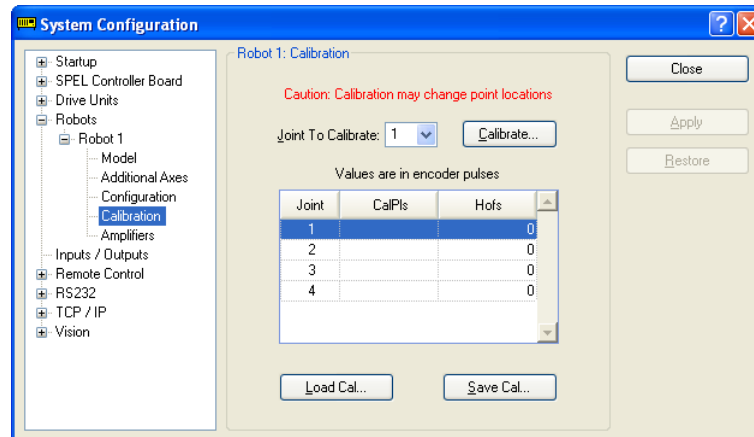 System Configuration
Startup
SPEL Controller Board
Drive Units
Robots
Robot 1
Model
Additional Axes
Configuration
Calibration
Amplifiers
Inputs / Outputs
Remote Control
RS232
TCP / IP
Vision
Robot 1: Calibration
Caution: Calibration may change point locations
Joint To Calibrate: 1 Calibrate...
Values are in encoder pulses
Joint CalPls Hofs
1 0
2 0
3 0
4 0
Load Cal... Save Cal...
Close
Apply
Restore